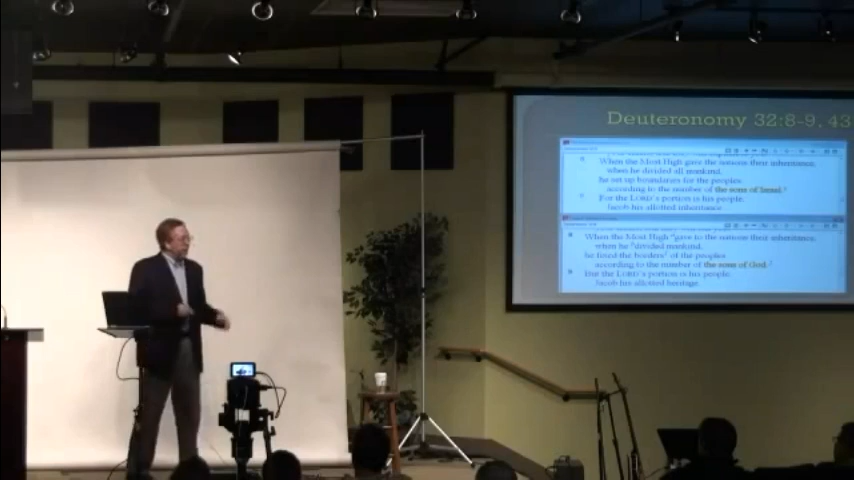 Deuteronomy 32:8-9, 43
When the Most High gave the nations their inheritance,
when he divided all mankind,
he set up boundaries for the peoples
according to the number of the sons of Israel.
For the LORD's portion is his people,
Jacob his allotted inheritance.
When the Most High gave to the nations their inheritance,
when he divided mankind,
he fixed the borders of the peoples
according to the number of the sons of God.
But the LORD's portion is his people,
Jacob his allotted heritage.